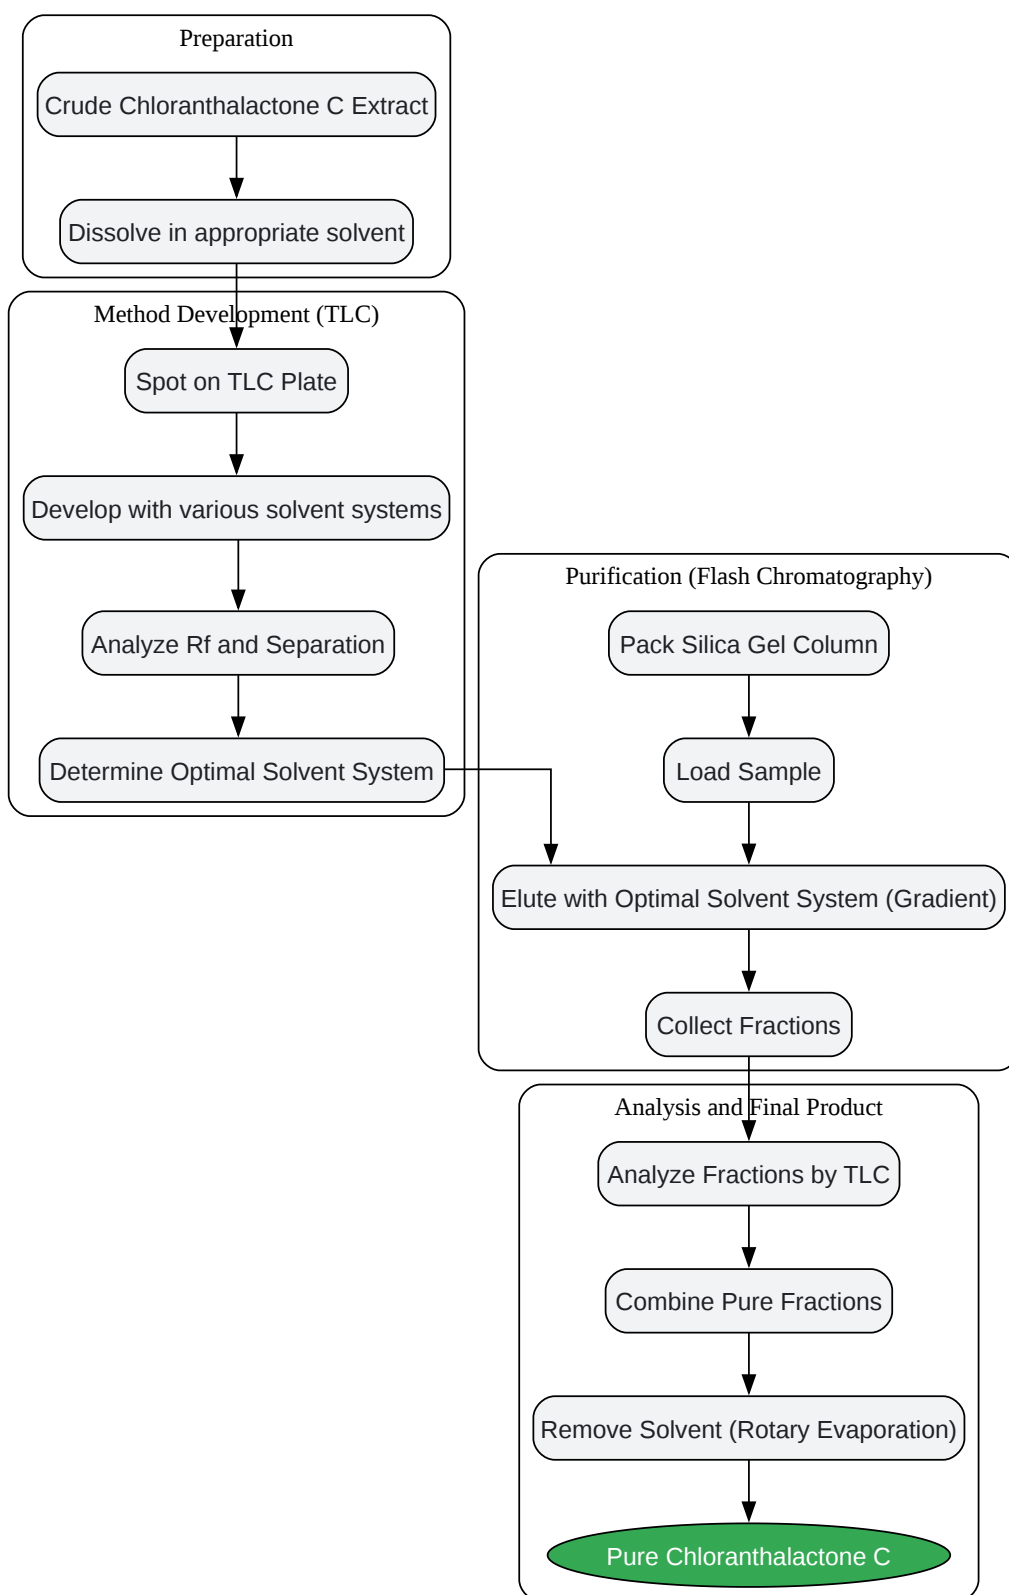 Preparation
Crude Chloranthalactone C Extract
Dissolve in appropriate solvent
Method Development (TLC)
Spot on TLC Plate
Develop with various solvent systems
Analyze Rf and Separation
Determine Optimal Solvent System
Purification (Flash Chromatography)
Pack Silica Gel Column
Load Sample
Elute with Optimal Solvent System (Gradient)
Collect Fractions
Analysis and Final Product
Analyze Fractions by TLC
Combine Pure Fractions
Remove Solvent (Rotary Evaporation)
Pure Chloranthalactone C